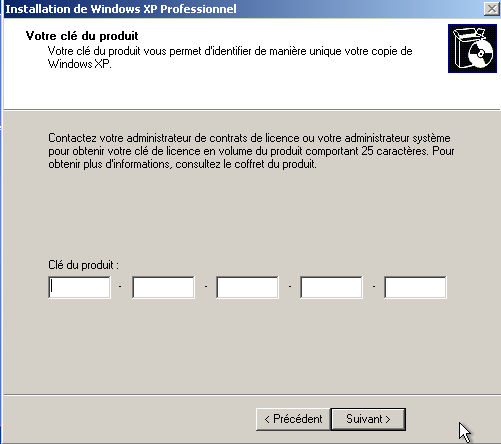 Installation de Windows XP Professionnel
Votre clé du produit
Votre clé du produit vous permet d'identifier de manière unique votre copie de
Windows XP.
Contactez votre administrateur de contrats de licence ou votre administrateur système
pour obtenir votre clé de licence en volume du produit comportant 25 caractères. Pour
obtenir plus d'informations, consultez le coffret du produit.
Clé du produit :
- - - -
< Précédent Suivant >